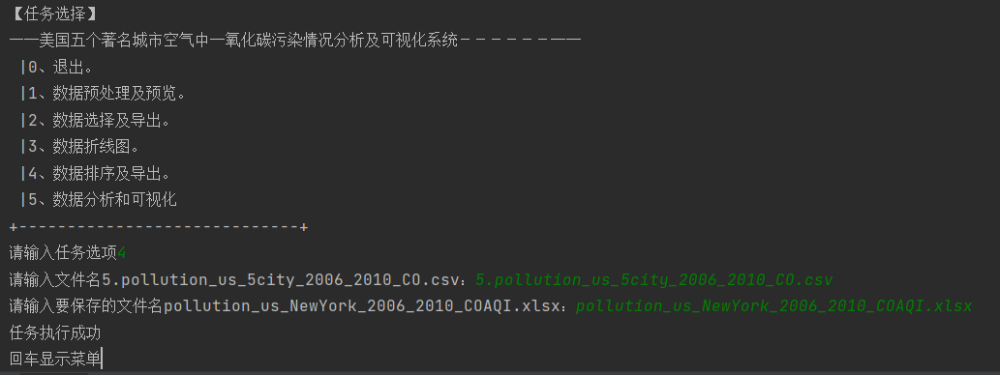 【任务选择】
——美国五个著名城市空气中一氧化碳污染情况分析及可视化系统－－－－－－——
|0、退出。
|1、数据预处理及预览。
|2、数据选择及导出。
|3、数据折线图。
|4、数据排序及导出。
|5、数据分析和可视化
+-----------------------------+
请输入任务选项4
请输入文件名5.pollution_us_5city_2006_2010_CO.csv：5.pollution_us_5city_2006_2010_CO.csv
请输入要保存的文件名pollution_us_NewYork_2006_2010_COAQI.xlsx：pollution_us_NewYork_2006_2010_COAQI.xlsx
任务执行成功
回车显示菜单